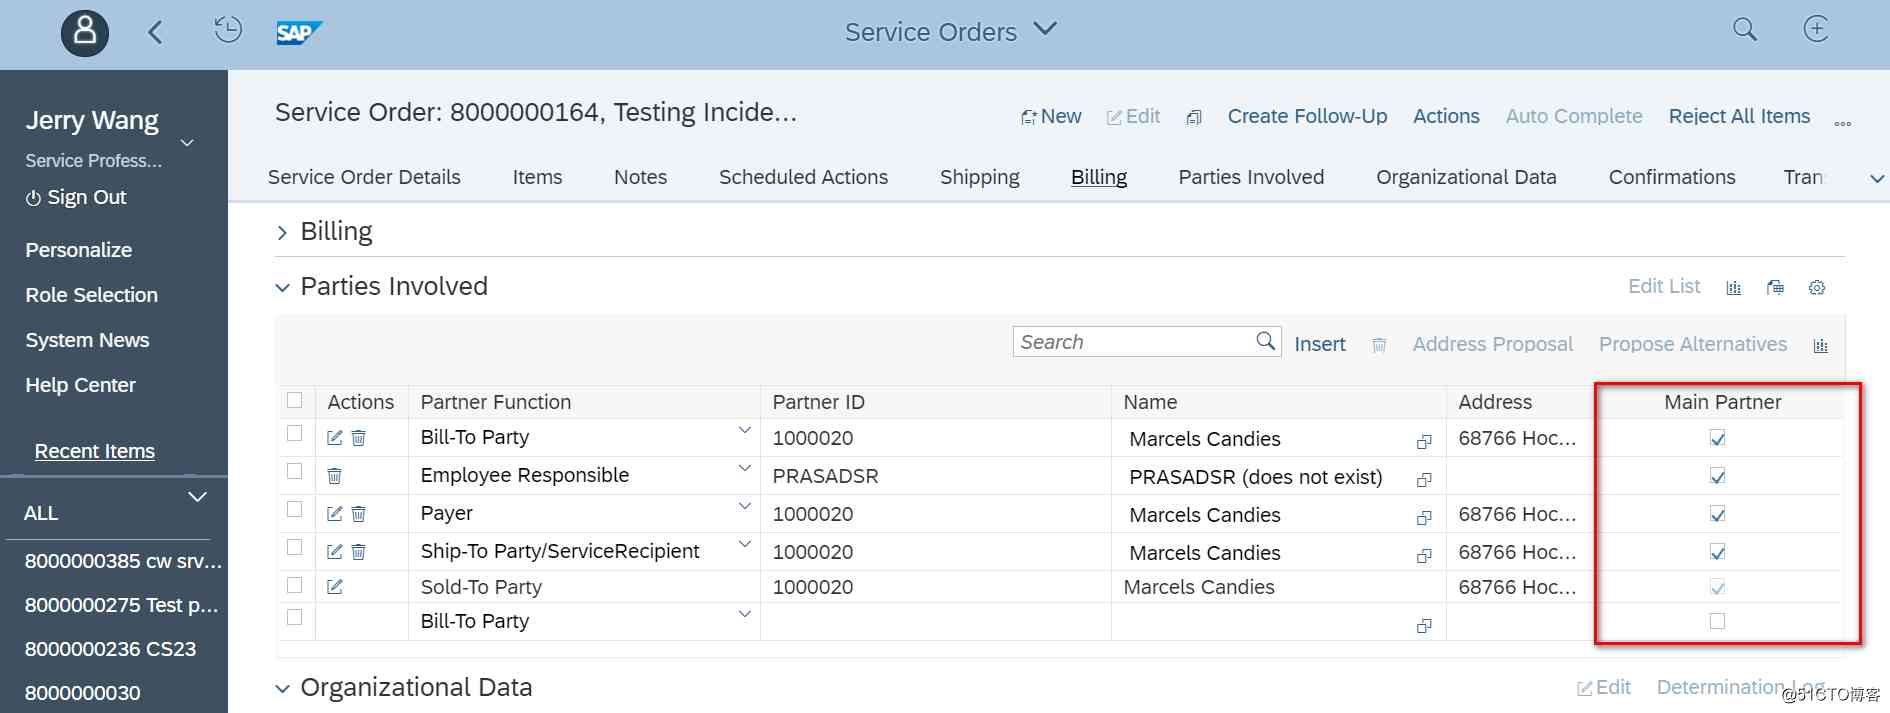 SAP Service Orders
Jerry Wang
Service Profess...
Sign Out
Personalize
Role Selection
System News
Help Center
Recent Items
ALL
8000000385 cw srv...
8000000275 Test p...
8000000236 CS23
8000000030
Service Order: 8000000164, Testing Incide...
New Edit Create Follow-Up Actions Auto Complete Reject All Items ...
Service Order Details Items Notes Scheduled Actions Shipping Billing Parties Involved Organizational Data Confirmations Tran
Billing
Parties Involved Edit List
Search Insert Address Proposal Propose Alternatives
Actions Partner Function Partner ID Name Address Main Partner
Bill-To Party 1000020 Marcels Candies 68766 Hoc...
Employee Responsible PRASADSR PRASADSR (does not exist)
Payer 1000020 Marcels Candies 68766 Hoc...
Ship-To Party/ServiceRecipient 1000020 Marcels Candies 68766 Hoc...
Sold-To Party 1000020 Marcels Candies 68766 Hoc...
Bill-To Party
Organizational Data Edit Determination Log
@51CTO博客